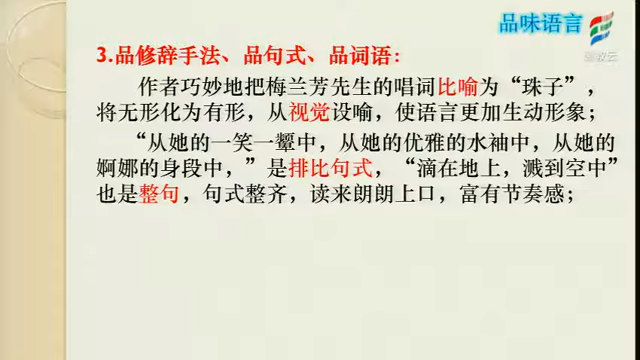 品味语言
3.品修辞手法、品句式、品词语：
作者巧妙地把梅兰芳先生的唱词比喻为“珠子”，
将无形化为有形，从视觉设喻，使语言更加生动形象；
“从她的一笑一颦中，从她的优雅的水袖中，从她的
婀娜的身段中，”是排比句式，“滴在地上，溅到空中”
也是整句，句式整齐，读来朗朗上口，富有节奏感；